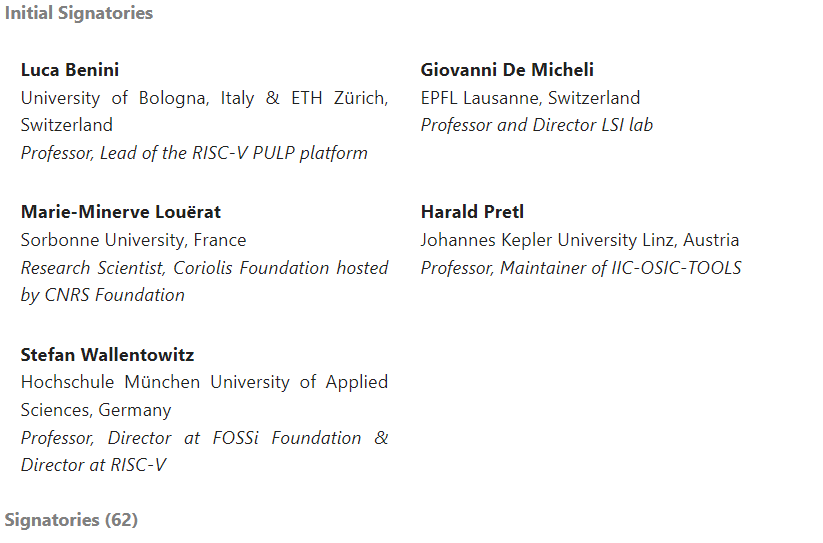 Initial Signatories
Luca Benini
University of Bologna, Italy & ETH Zürich,
Switzerland
Professor, Lead of the RISC-V PULP platform
Giovanni De Micheli
EPFL Lausanne, Switzerland
Professor and Director LSI lab
Marie-Minerve Louërat
Sorbonne University, France
Research Scientist, Coriolis Foundation hosted
by CNRS Foundation
Harald Pretl
Johannes Kepler University Linz, Austria
Professor, Maintainer of IIC-OSIC-TOOLS
Stefan Wallentowitz
Hochschule München University of Applied
Sciences, Germany
Professor, Director at FOSSi Foundation &
Director at RISC-V
Signatories (62)